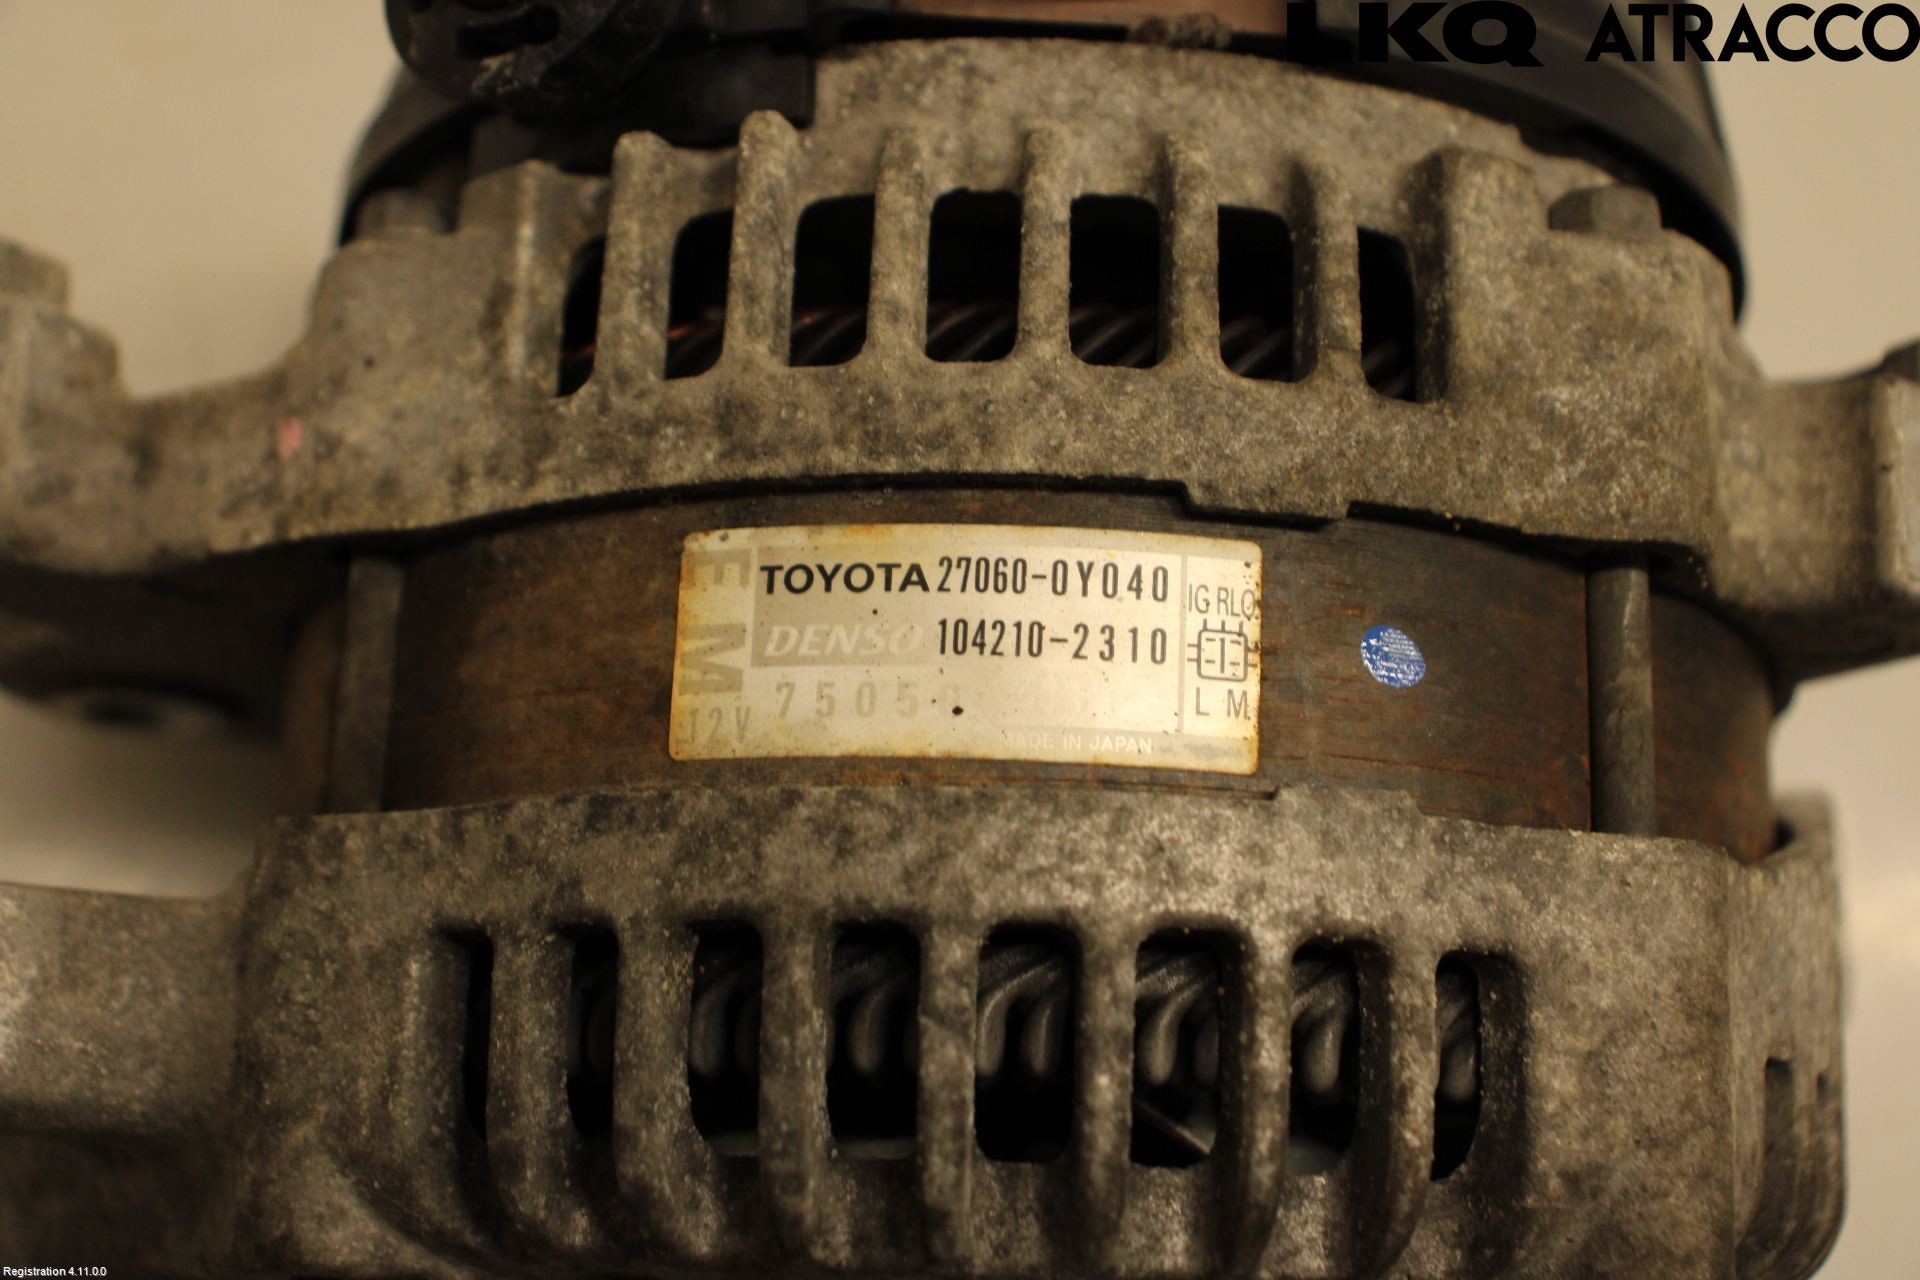 LKQ ATRACCO
TOYOTA 27060-0Y040
DENSO 104210-2310
IG RLO
7505
12V
L M
MADE IN JAPAN
Registration 4.11.0.0